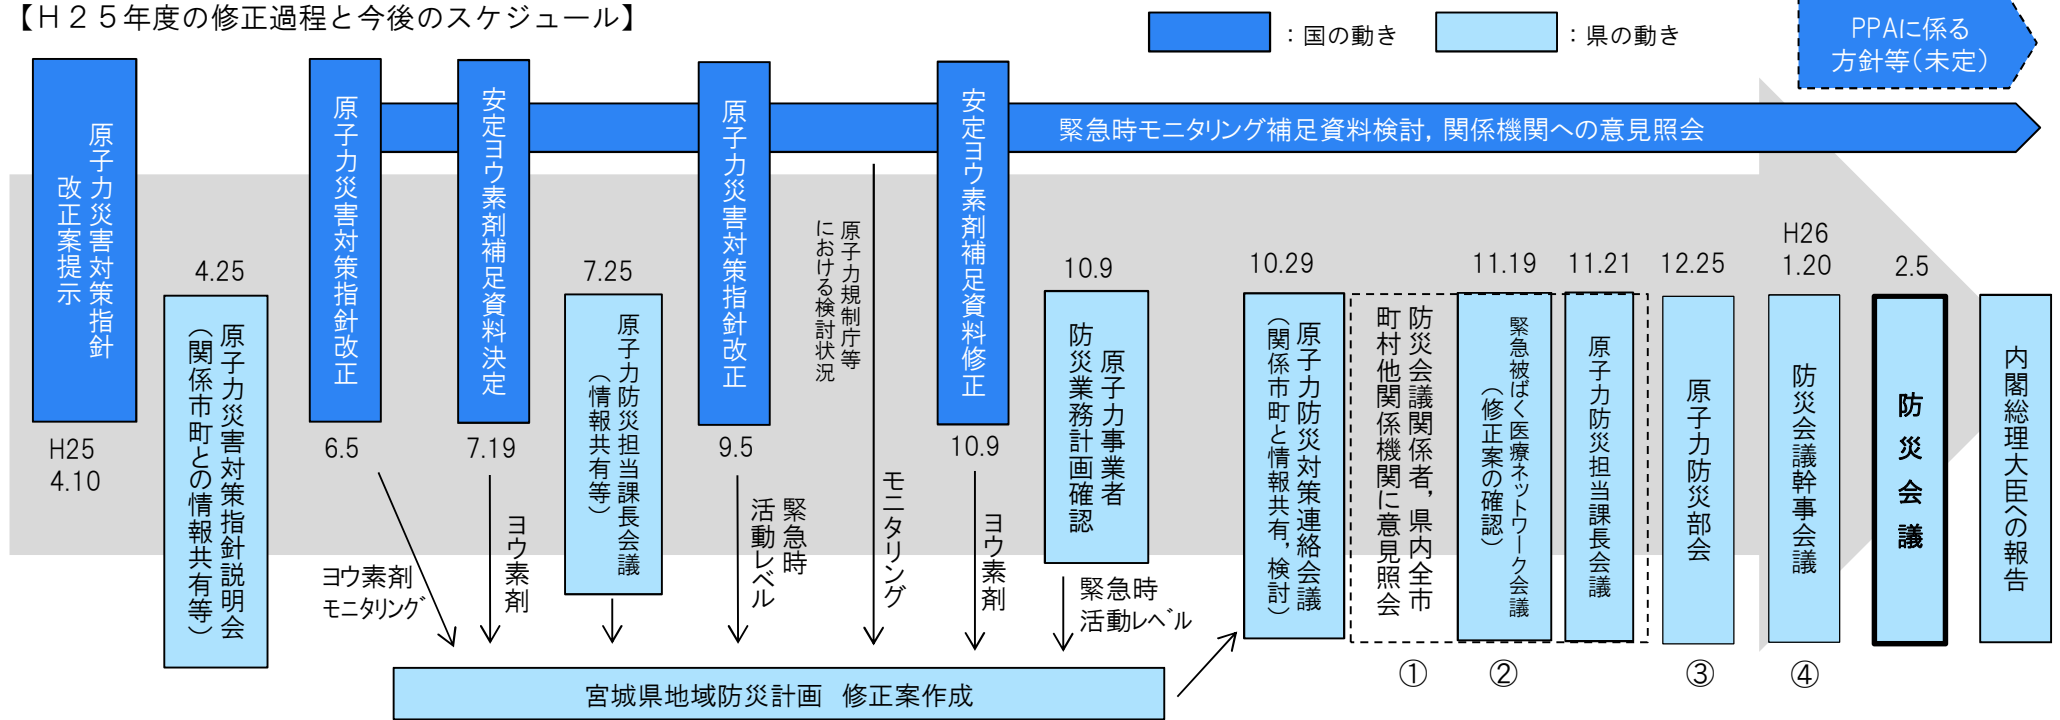 【Ｈ２５年度の修正過程と今後のスケジュール】
：国の動き
：県の動き
PPAに係る
方針等(未定)
緊急時モニタリング補足資料検討，関係機関への意見照会
原子力災害対策指針
改正案提示
H25
4.10
4.25
原子力災害対策指針説明会
（関係市町との情報共有等）
原子力災害対策指針改正
6.5
ヨウ素剤
モニタリング
安定ヨウ素剤補足資料決定
7.19
ヨウ素剤
7.25
原子力防災担当課長会議
（情報共有等）
原子力災害対策指針改正
9.5
緊急時
活動レベル
原子力規制庁等
における検討状況
モニタリング
安定ヨウ素剤補足資料修正
10.9
ヨウ素剤
10.9
原子力事業者
防災業務計画確認
緊急時
活動レベル
宮城県地域防災計画　修正案作成
10.29
原子力防災対策連絡会議
（関係市町と情報共有，検討）
防災会議関係者，県内全市
町村他関係機関に意見照会
①
11.19
緊急被ばく医療ネットワーク会議
（修正案の確認）
②
11.21
原子力防災担当課長会議
12.25
原子力防災部会
③
H26
1.20
防災会議幹事会議
④
2.5
防災会議
内閣総理大臣への報告